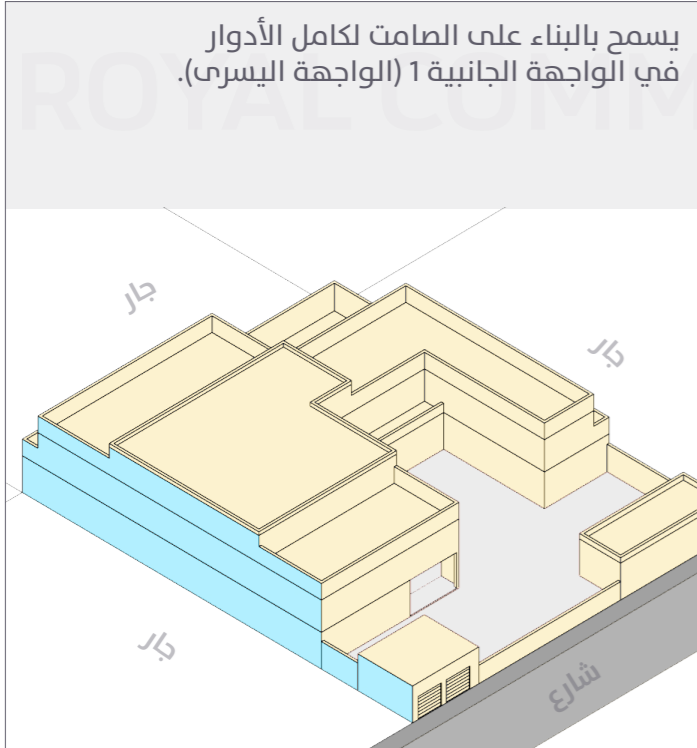 يسمح بالبناء على الصامت لكامل الأدوار
في الواجهة الجانبية 1 (الواجهة اليسرى).
ROYAL COMM
جار
جار
جار
شارع